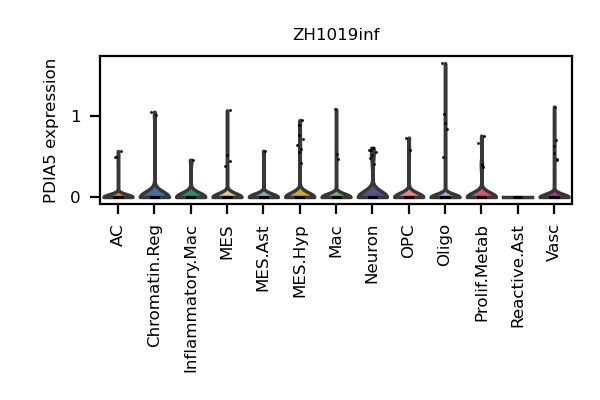 ZH1019inf
PDIA5 expression
1
0
AC
Chromatin.Reg
Inflammatory.Mac
MES
MES.Ast
MES.Hyp
Mac
Neuron
OPC
Oligo
Prolif.Metab
Reactive.Ast
Vasc